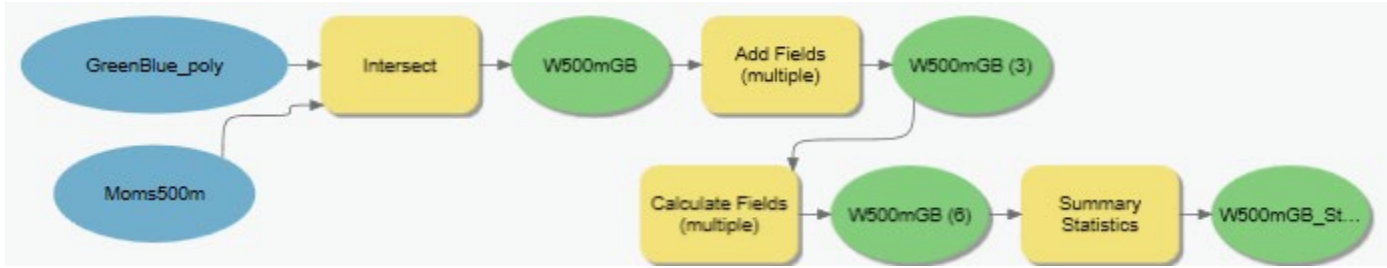 GreenBlue_poly
Intersect
W500mGB
Add Fields
(multiple)
W500mGB (3)
Moms500m
Calculate Fields
(multiple)
W500mGB (6)
Summary
Statistics
W500mGB_St...